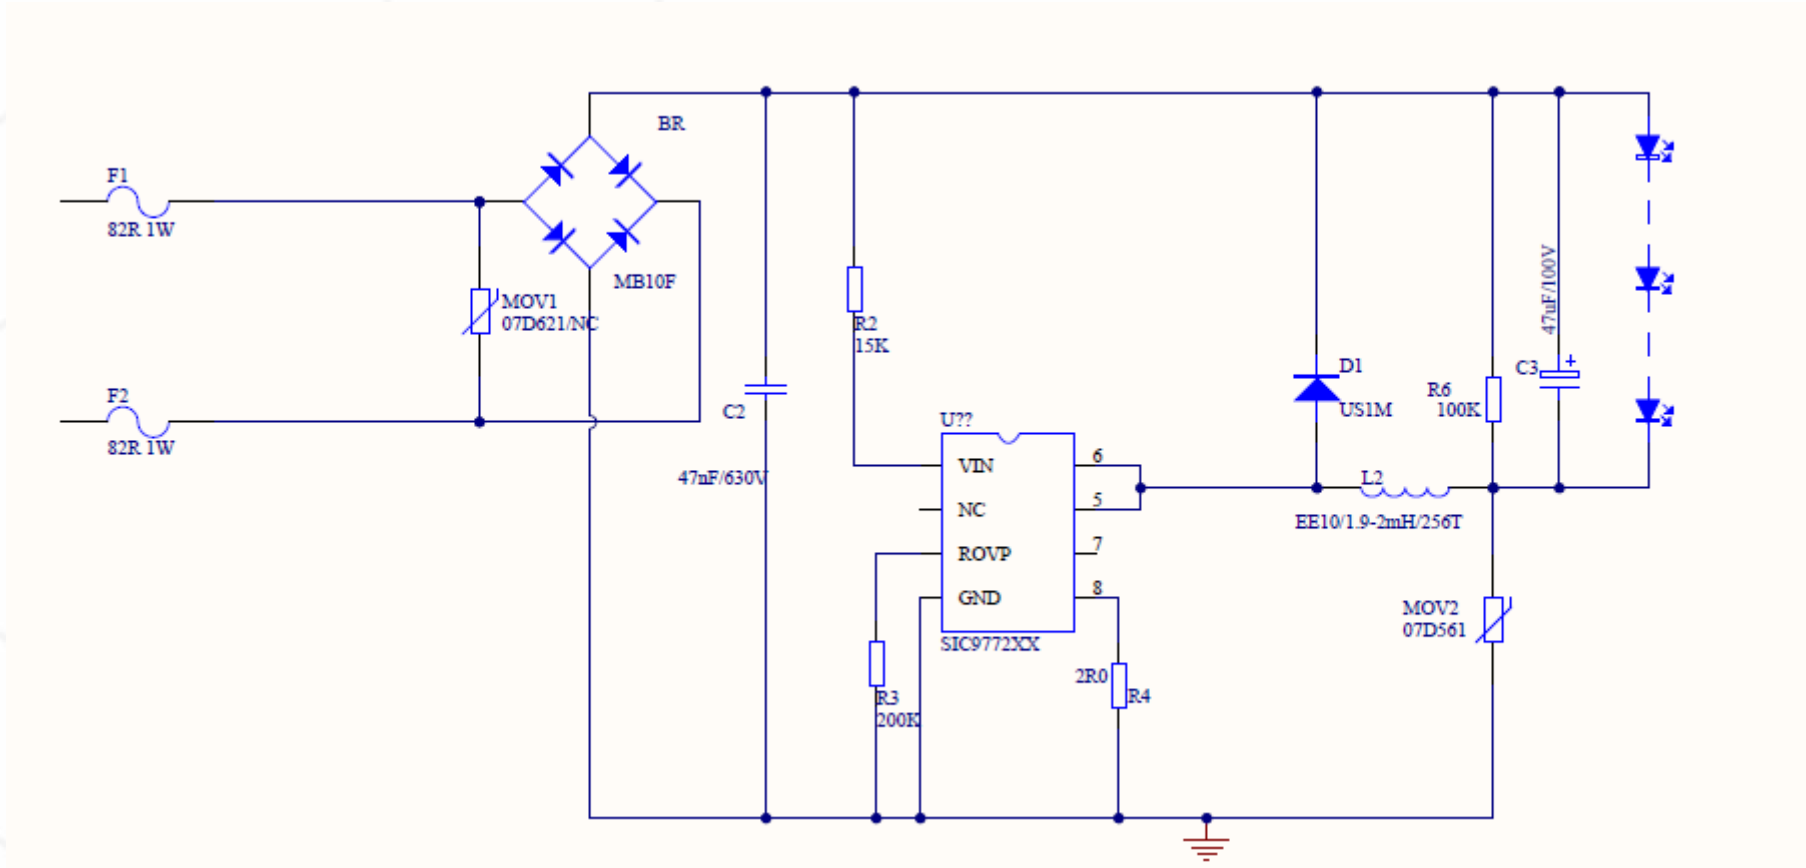 BR
F1
82R 1W
MB10F
MOV1
07D621/NC
F2
82R 1W
R2
15K
C2
47nF/630V
U??
VIN
NC
ROVP
GND
6
5
7
8
SIC9772XX
R3
200K
2R0
R4
D1
US1M
R6
100K
C3
+
47uF/100V
L2
EE10/1.9-2mH/256T
MOV2
07D561